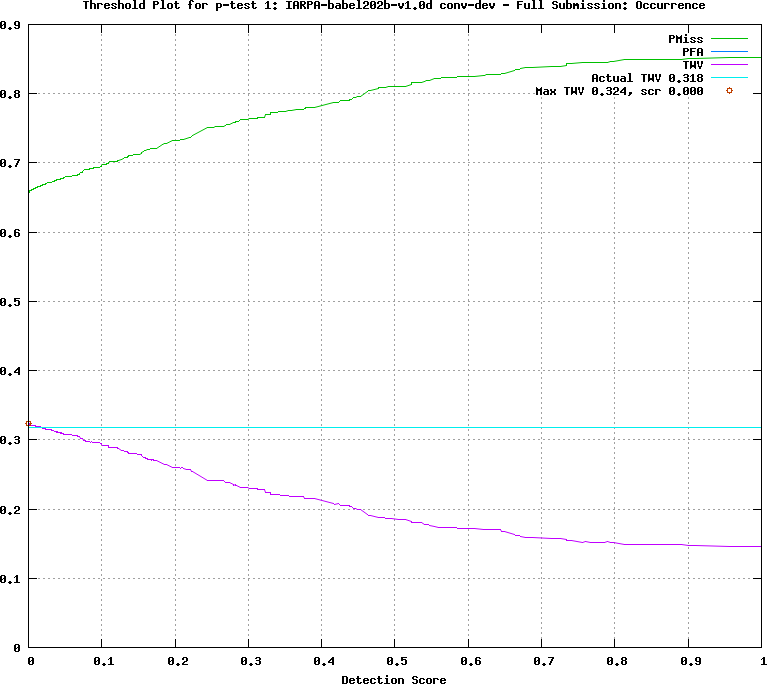 Threshold Plot for p-test 1: IARPA-babel202b-v1.0d conv-dev - Full Submission: Occurrence
0.9
0.8
0.7
0.6
0.5
0.4
0.3
0.2
0.1
0
PMiss
PFA
TWV
Actual TWV 0.318
Max TWV 0.324, scr 0.000
0 0.1 0.2 0.3 0.4 0.5 0.6 0.7 0.8 0.9 1
Detection Score